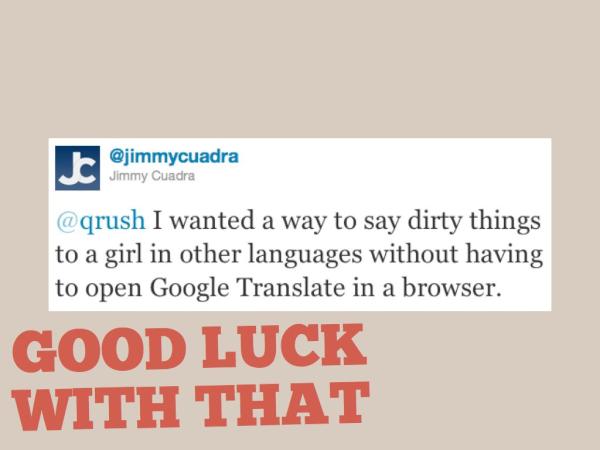 JC
@jimmycuadra
Jimmy Cuadra
@qrush I wanted a way to say dirty things
to a girl in other languages without having
to open Google Translate in a browser.
GOOD LUCK
WITH THAT